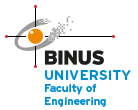 BINUS
UNIVERSITY
Faculty of
Engineering